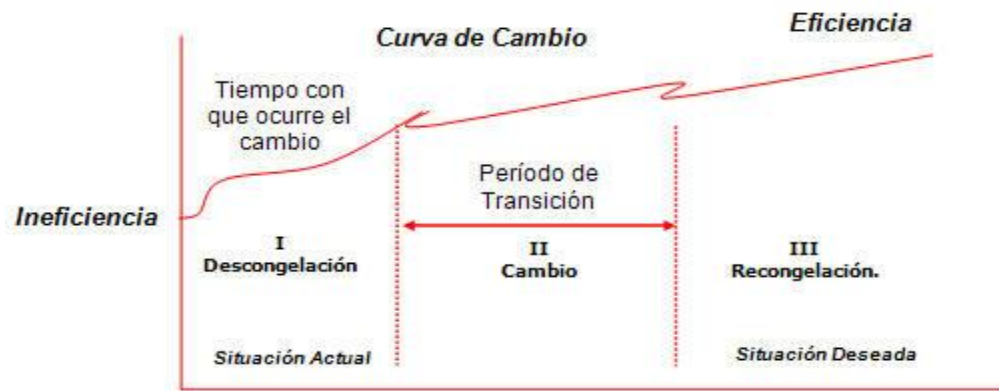 Curva de Cambio
Eficiencia
Tiempo con
que ocurre el
cambio
Período de
Transición
Ineficiencia
I
Descongelación
II
Cambio
III
Recongelación.
Situación Actual
Situación Deseada